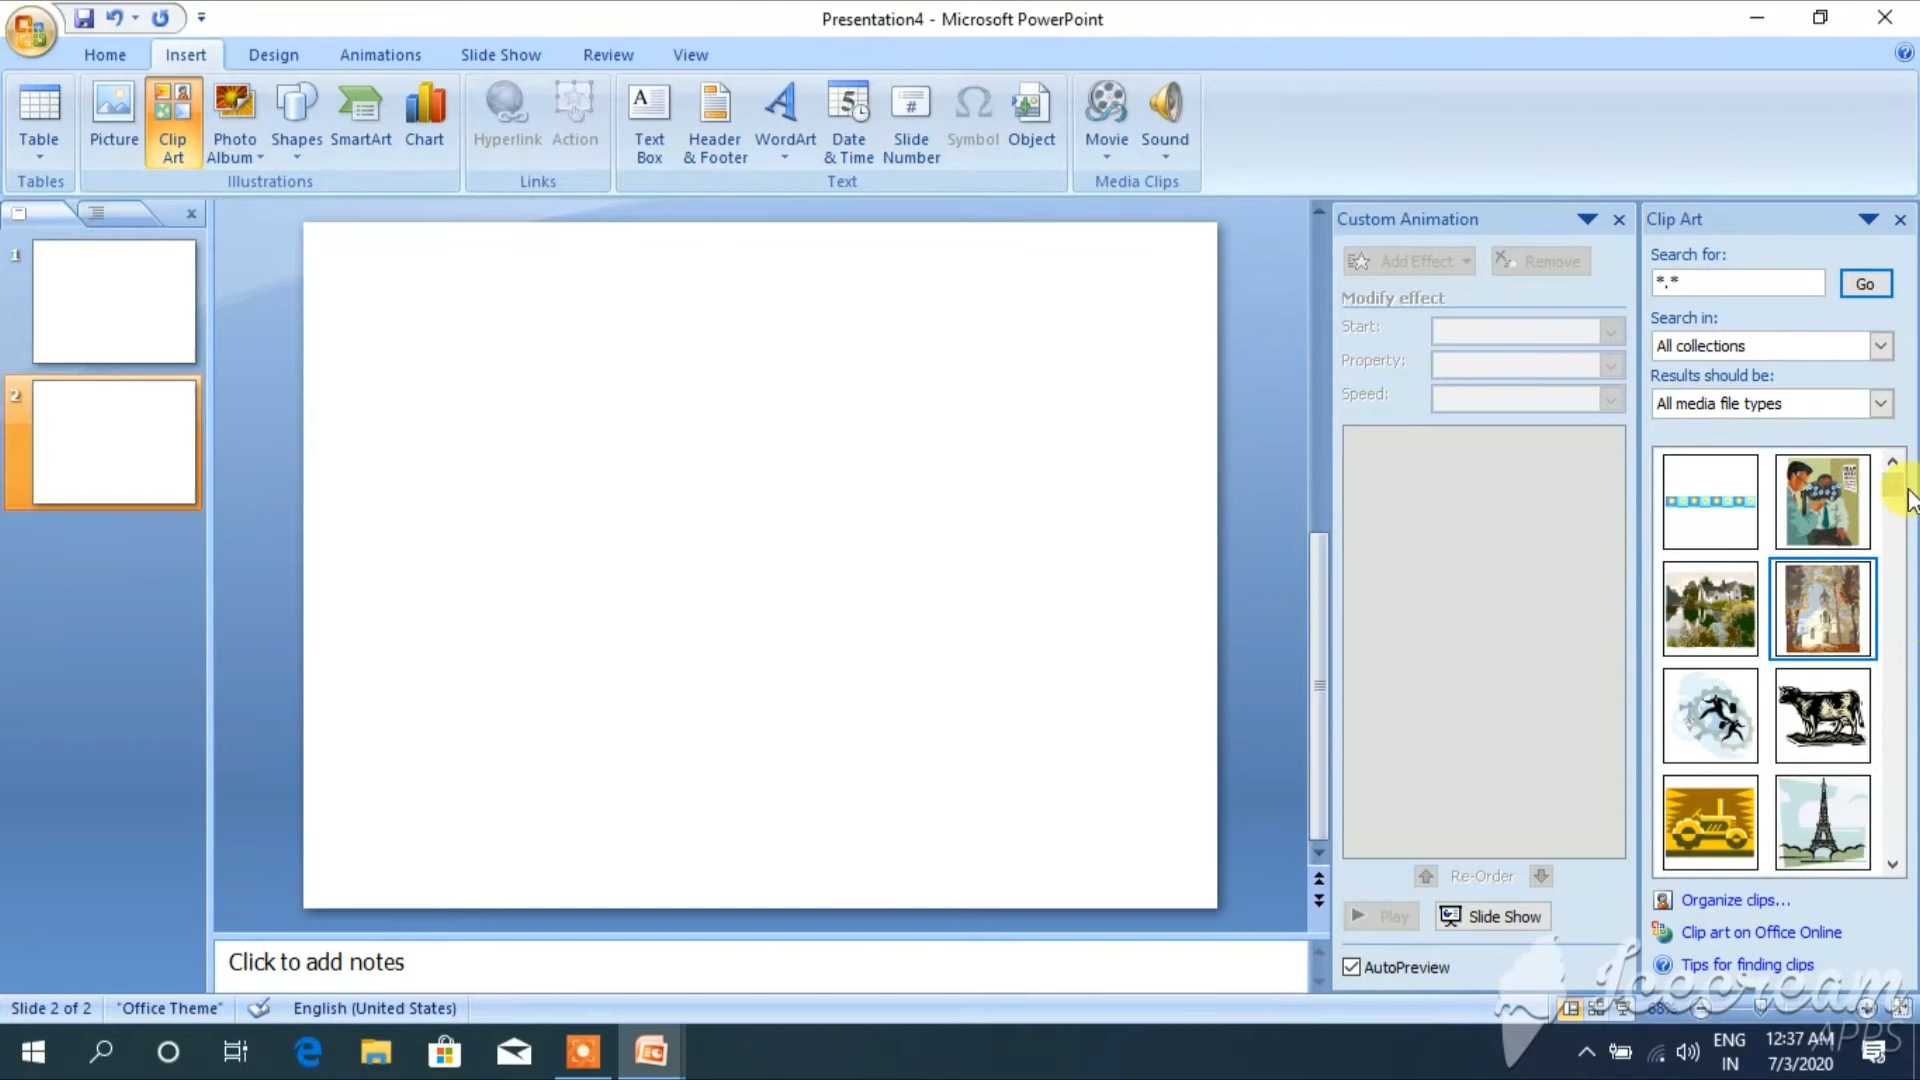 Presentation4 - Microsoft PowerPoint
Home Insert Design Animations Slide Show Review View
Table Picture Clip Art Photo Album Shapes SmartArt Chart Hyperlink Action Text Box Header & Footer WordArt Date & Time Slide Number Symbol Object Movie Sound
Tables Illustrations Links Text Media Clips
1
2
Custom Animation
Add Effect Remove
Modify effect
Start:
Property:
Speed:
Re-Order
Play Slide Show
AutoPreview
Clip Art
Search for:
*.* Go
Search in:
All collections
Results should be:
All media file types
Organize clips...
Clip art on Office Online
Tips for finding clips
Click to add notes
Slide 2 of 2 "Office Theme" English (United States) 68%
Icecream
APPS
ENG
IN
12:37 AM
7/3/2020